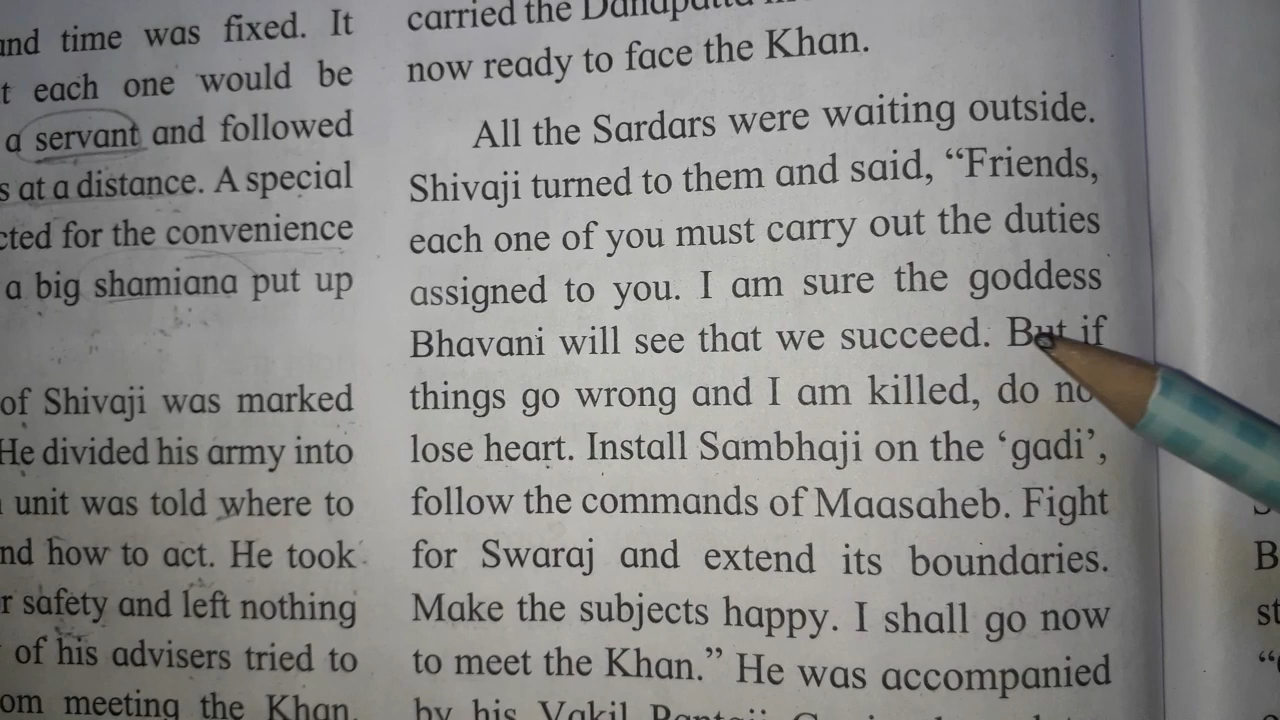 and time was fixed. It
t each one would be
a servant and followed
s at a distance. A special
cted for the convenience
a big shamiana put up
of Shivaji was marked
He divided his army into
unit was told where to
nd how to act. He took
r safety and left nothing
of his advisers tried to
om meeting the Khan.
carried the Dandpatta
now ready to face the Khan.
All the Sardars were waiting outside.
Shivaji turned to them and said, “Friends,
each one of you must carry out the duties
assigned to you. I am sure the goddess
Bhavani will see that we succeed. But if
things go wrong and I am killed, do no
lose heart. Install Sambhaji on the ‘gadi’,
follow the commands of Maasaheb. Fight
for Swaraj and extend its boundaries.
Make the subjects happy. I shall go now
to meet the Khan.” He was accompanied
by his Vakil
B
st